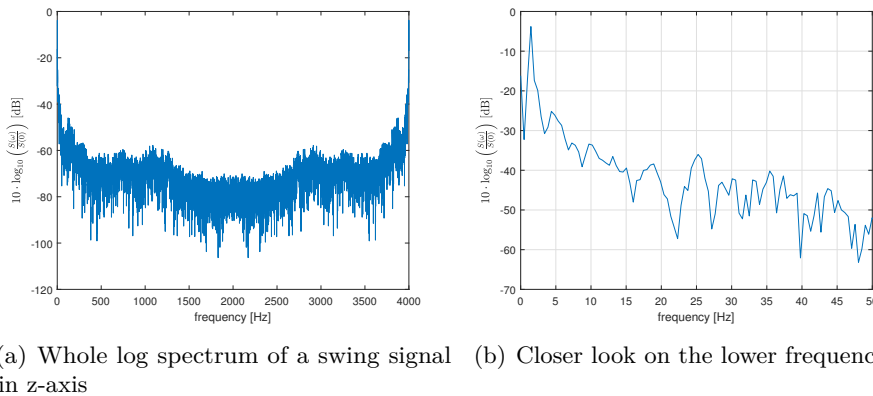 0
-20
-40
-60
-80
-100
-120
0 500 1000 1500 2000 2500 3000 3500 4000
frequency [Hz]
10 · log₁₀ (S(ω)/S(0)) [dB]
0
-10
-20
-30
-40
-50
-60
-70
0 5 10 15 20 25 30 35 40 45 50
frequency [Hz]
10 · log₁₀ (S(ω)/S(0)) [dB]
a) Whole log spectrum of a swing signal
in z-axis
(b) Closer look on the lower frequenc